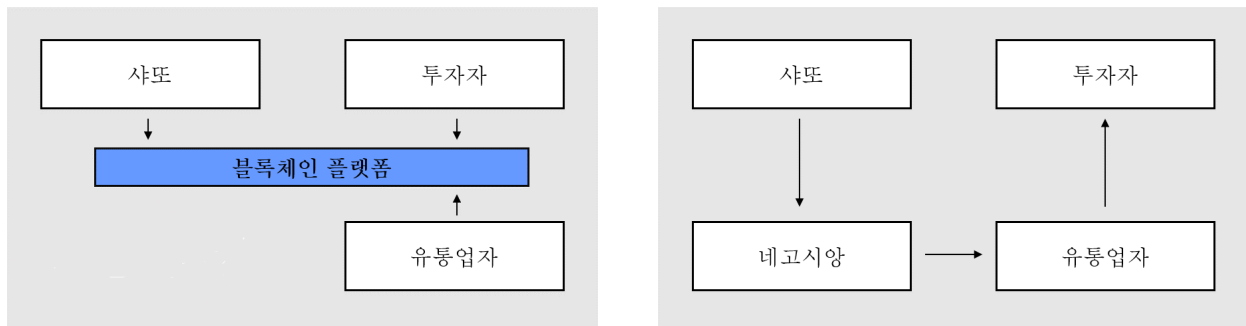 샤또
투자자
블록체인 플랫폼
유통업자
샤또
투자자
네고시앙
유통업자